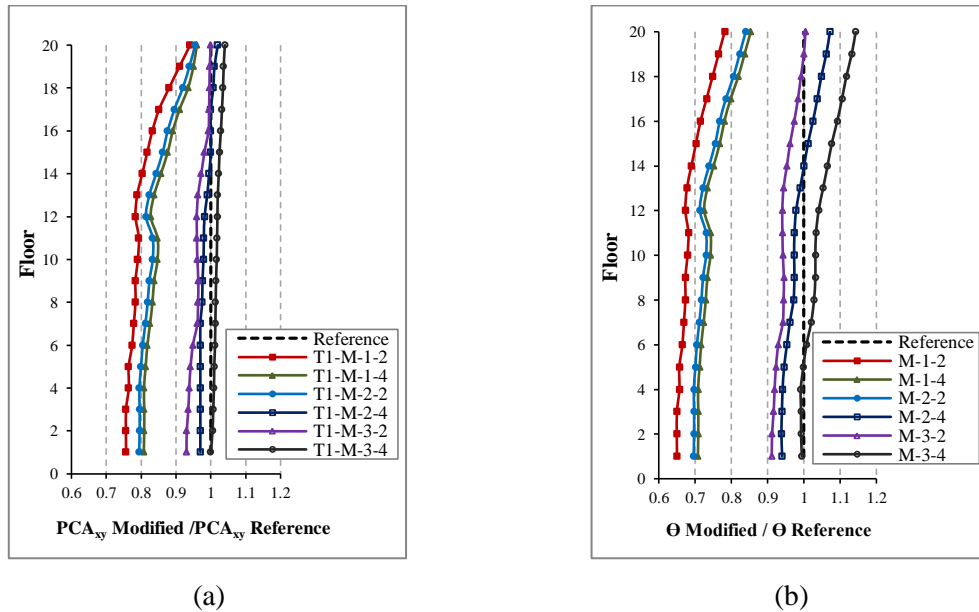 20
18
16
14
12
10
8
6
4
2
0
Floor
Reference
T1-M-1-2
T1-M-1-4
T1-M-2-2
T1-M-2-4
T1-M-3-2
T1-M-3-4
0.6 0.7 0.8 0.9 1 1.1 1.2
PCAxy Modified /PCAxy Reference
(a)
20
18
16
14
12
10
8
6
4
2
0
Floor
Reference
M-1-2
M-1-4
M-2-2
M-2-4
M-3-2
M-3-4
0.6 0.7 0.8 0.9 1 1.1 1.2
ϴ Modified / ϴ Reference
(b)